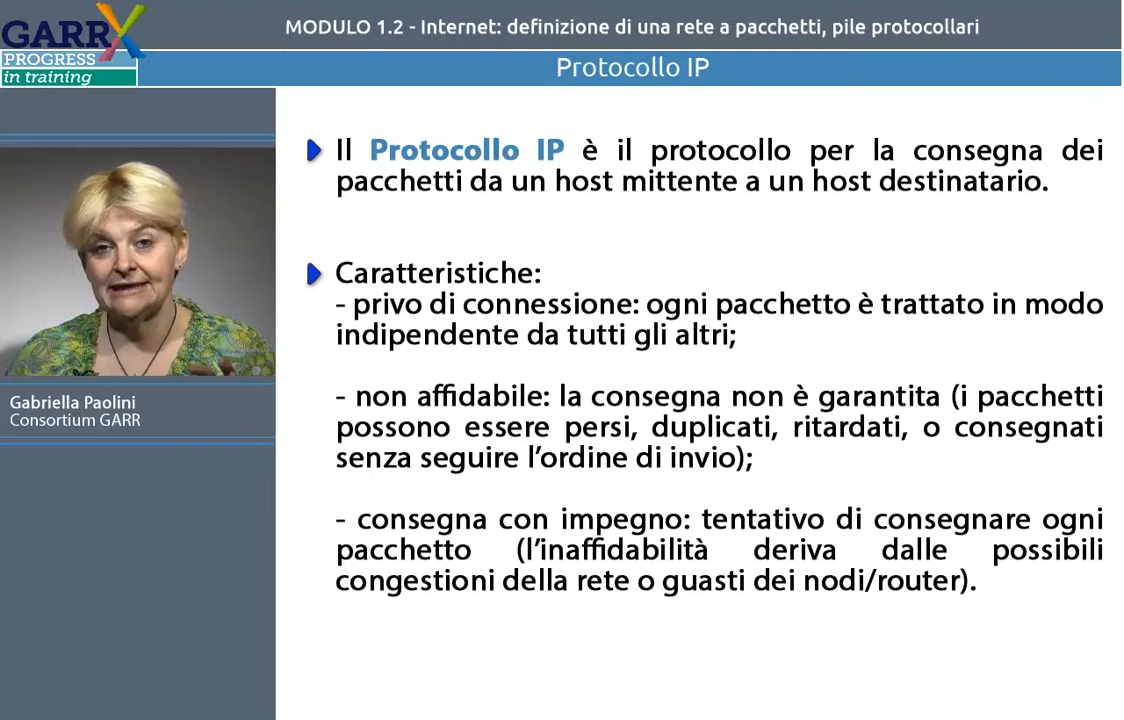 GARR X
PROGRESS
in training
MODULO 1.2 - Internet: definizione di una rete a pacchetti, pile protocollari
Protocollo IP
Gabriella Paolini
Consortium GARR
Il Protocollo IP è il protocollo per la consegna dei
pacchetti da un host mittente a un host destinatario.
Caratteristiche:
- privo di connessione: ogni pacchetto è trattato in modo
indipendente da tutti gli altri;
- non affidabile: la consegna non è garantita (i pacchetti
possono essere persi, duplicati, ritardati, o consegnati
senza seguire l’ordine di invio);
- consegna con impegno: tentativo di consegnare ogni
pacchetto (l’inaffidabilità deriva dalle possibili
congestioni della rete o guasti dei nodi/router).